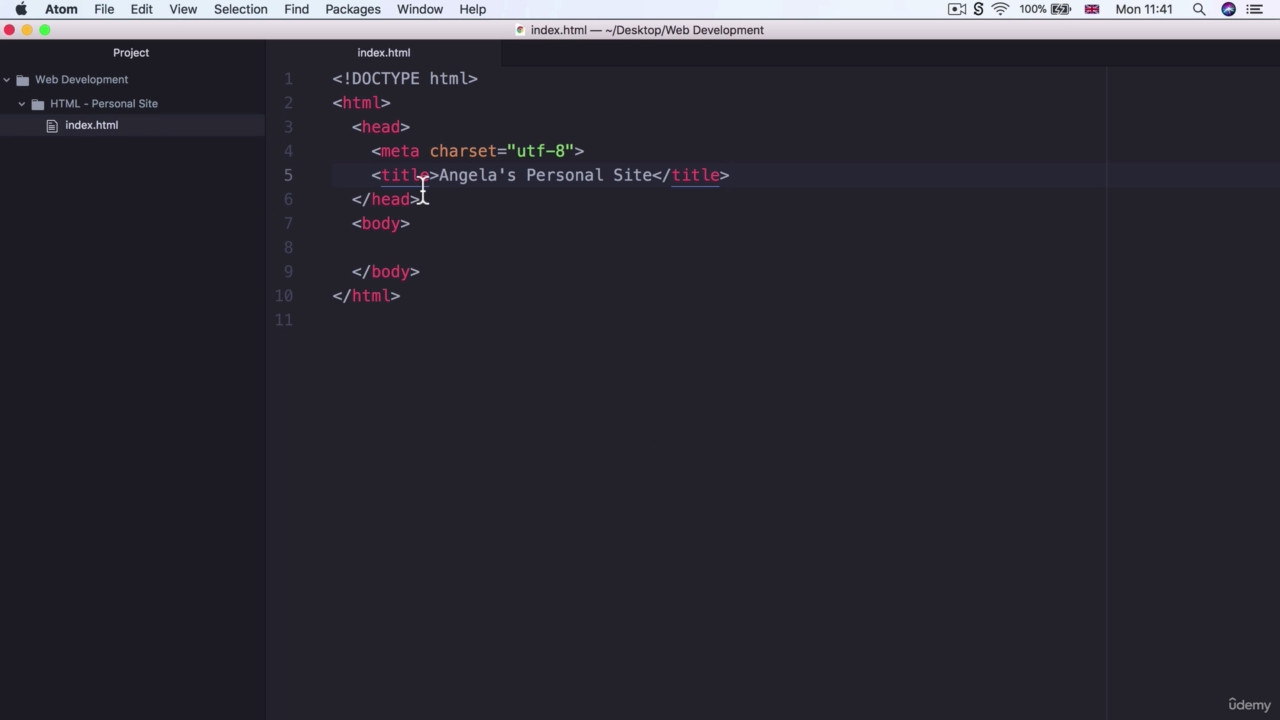 Atom File Edit View Selection Find Packages Window Help 100% Mon 11:41
index.html — ~/Desktop/Web Development
Project
Web Development
HTML - Personal Site
index.html
index.html
1 <!DOCTYPE html>
2 <html>
3 <head>
4 <meta charset="utf-8">
5 <title>Angela's Personal Site</title>
6 </head>
7 <body>
8
9 </body>
10 </html>
11
ûdemy